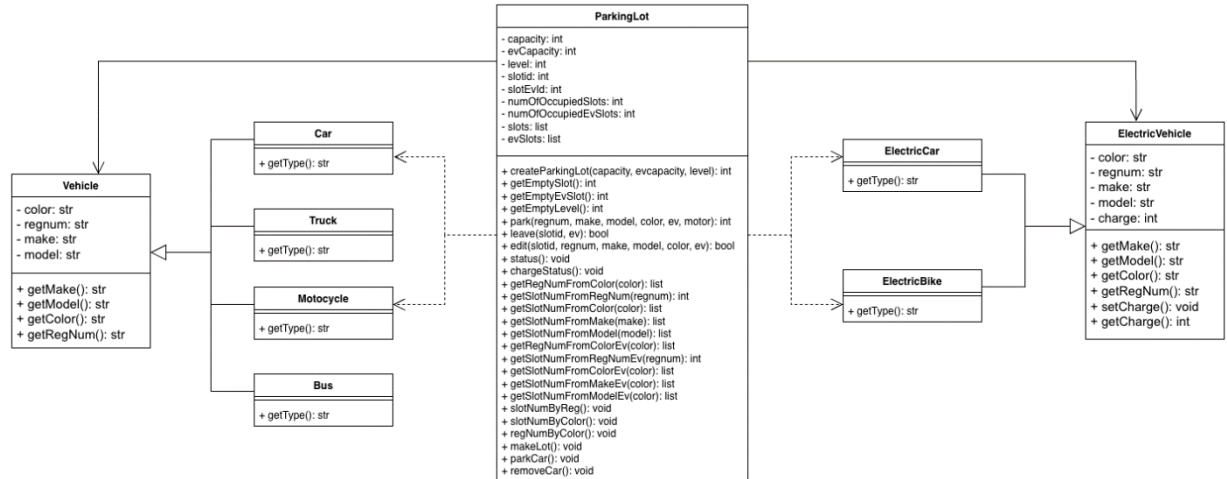 ParkingLot
- capacity: int
- evCapacity: int
- level: int
- slotid: int
- slotEvId: int
- numOfOccupiedSlots: int
- numOfOccupiedEvSlots: int
- slots: list
- evSlots: list
+ createParkingLot(capacity, evcapacity, level): int
+ getEmptySlot(): int
+ getEmptyEvSlot(): int
+ getEmptyLevel(): int
+ park(regnum, make, model, color, ev, motor): int
+ leave(slotid, ev): bool
+ edit(slotid, regnum, make, model, color, ev): bool
+ status(): void
+ chargeStatus(): void
+ getRegNumFromColor(color): list
+ getSlotNumFromRegNum(regnum): int
+ getSlotNumFromColor(color): list
+ getSlotNumFromMake(make): list
+ getSlotNumFromModel(model): list
+ getRegNumFromColorEv(color): list
+ getSlotNumFromRegNumEv(regnum): int
+ getSlotNumFromColorEv(color): list
+ getSlotNumFromMakeEv(color): list
+ getSlotNumFromModelEv(color): list
+ slotNumByReg(): void
+ slotNumByColor(): void
+ regNumByColor(): void
+ makeLot(): void
+ parkCar(): void
+ removeCar(): void
Vehicle
- color: str
- regnum: str
- make: str
- model: str
+ getMake(): str
+ getModel(): str
+ getColor(): str
+ getRegNum(): str
Car
+ getType(): str
Truck
+ getType(): str
Motocycle
+ getType(): str
Bus
+ getType(): str
ElectricCar
+ getType(): str
ElectricBike
+ getType(): str
ElectricVehicle
- color: str
- regnum: str
- make: str
- model: str
- charge: int
+ getMake(): str
+ getModel(): str
+ getColor(): str
+ getRegNum(): str
+ setCharge(): void
+ getCharge(): int